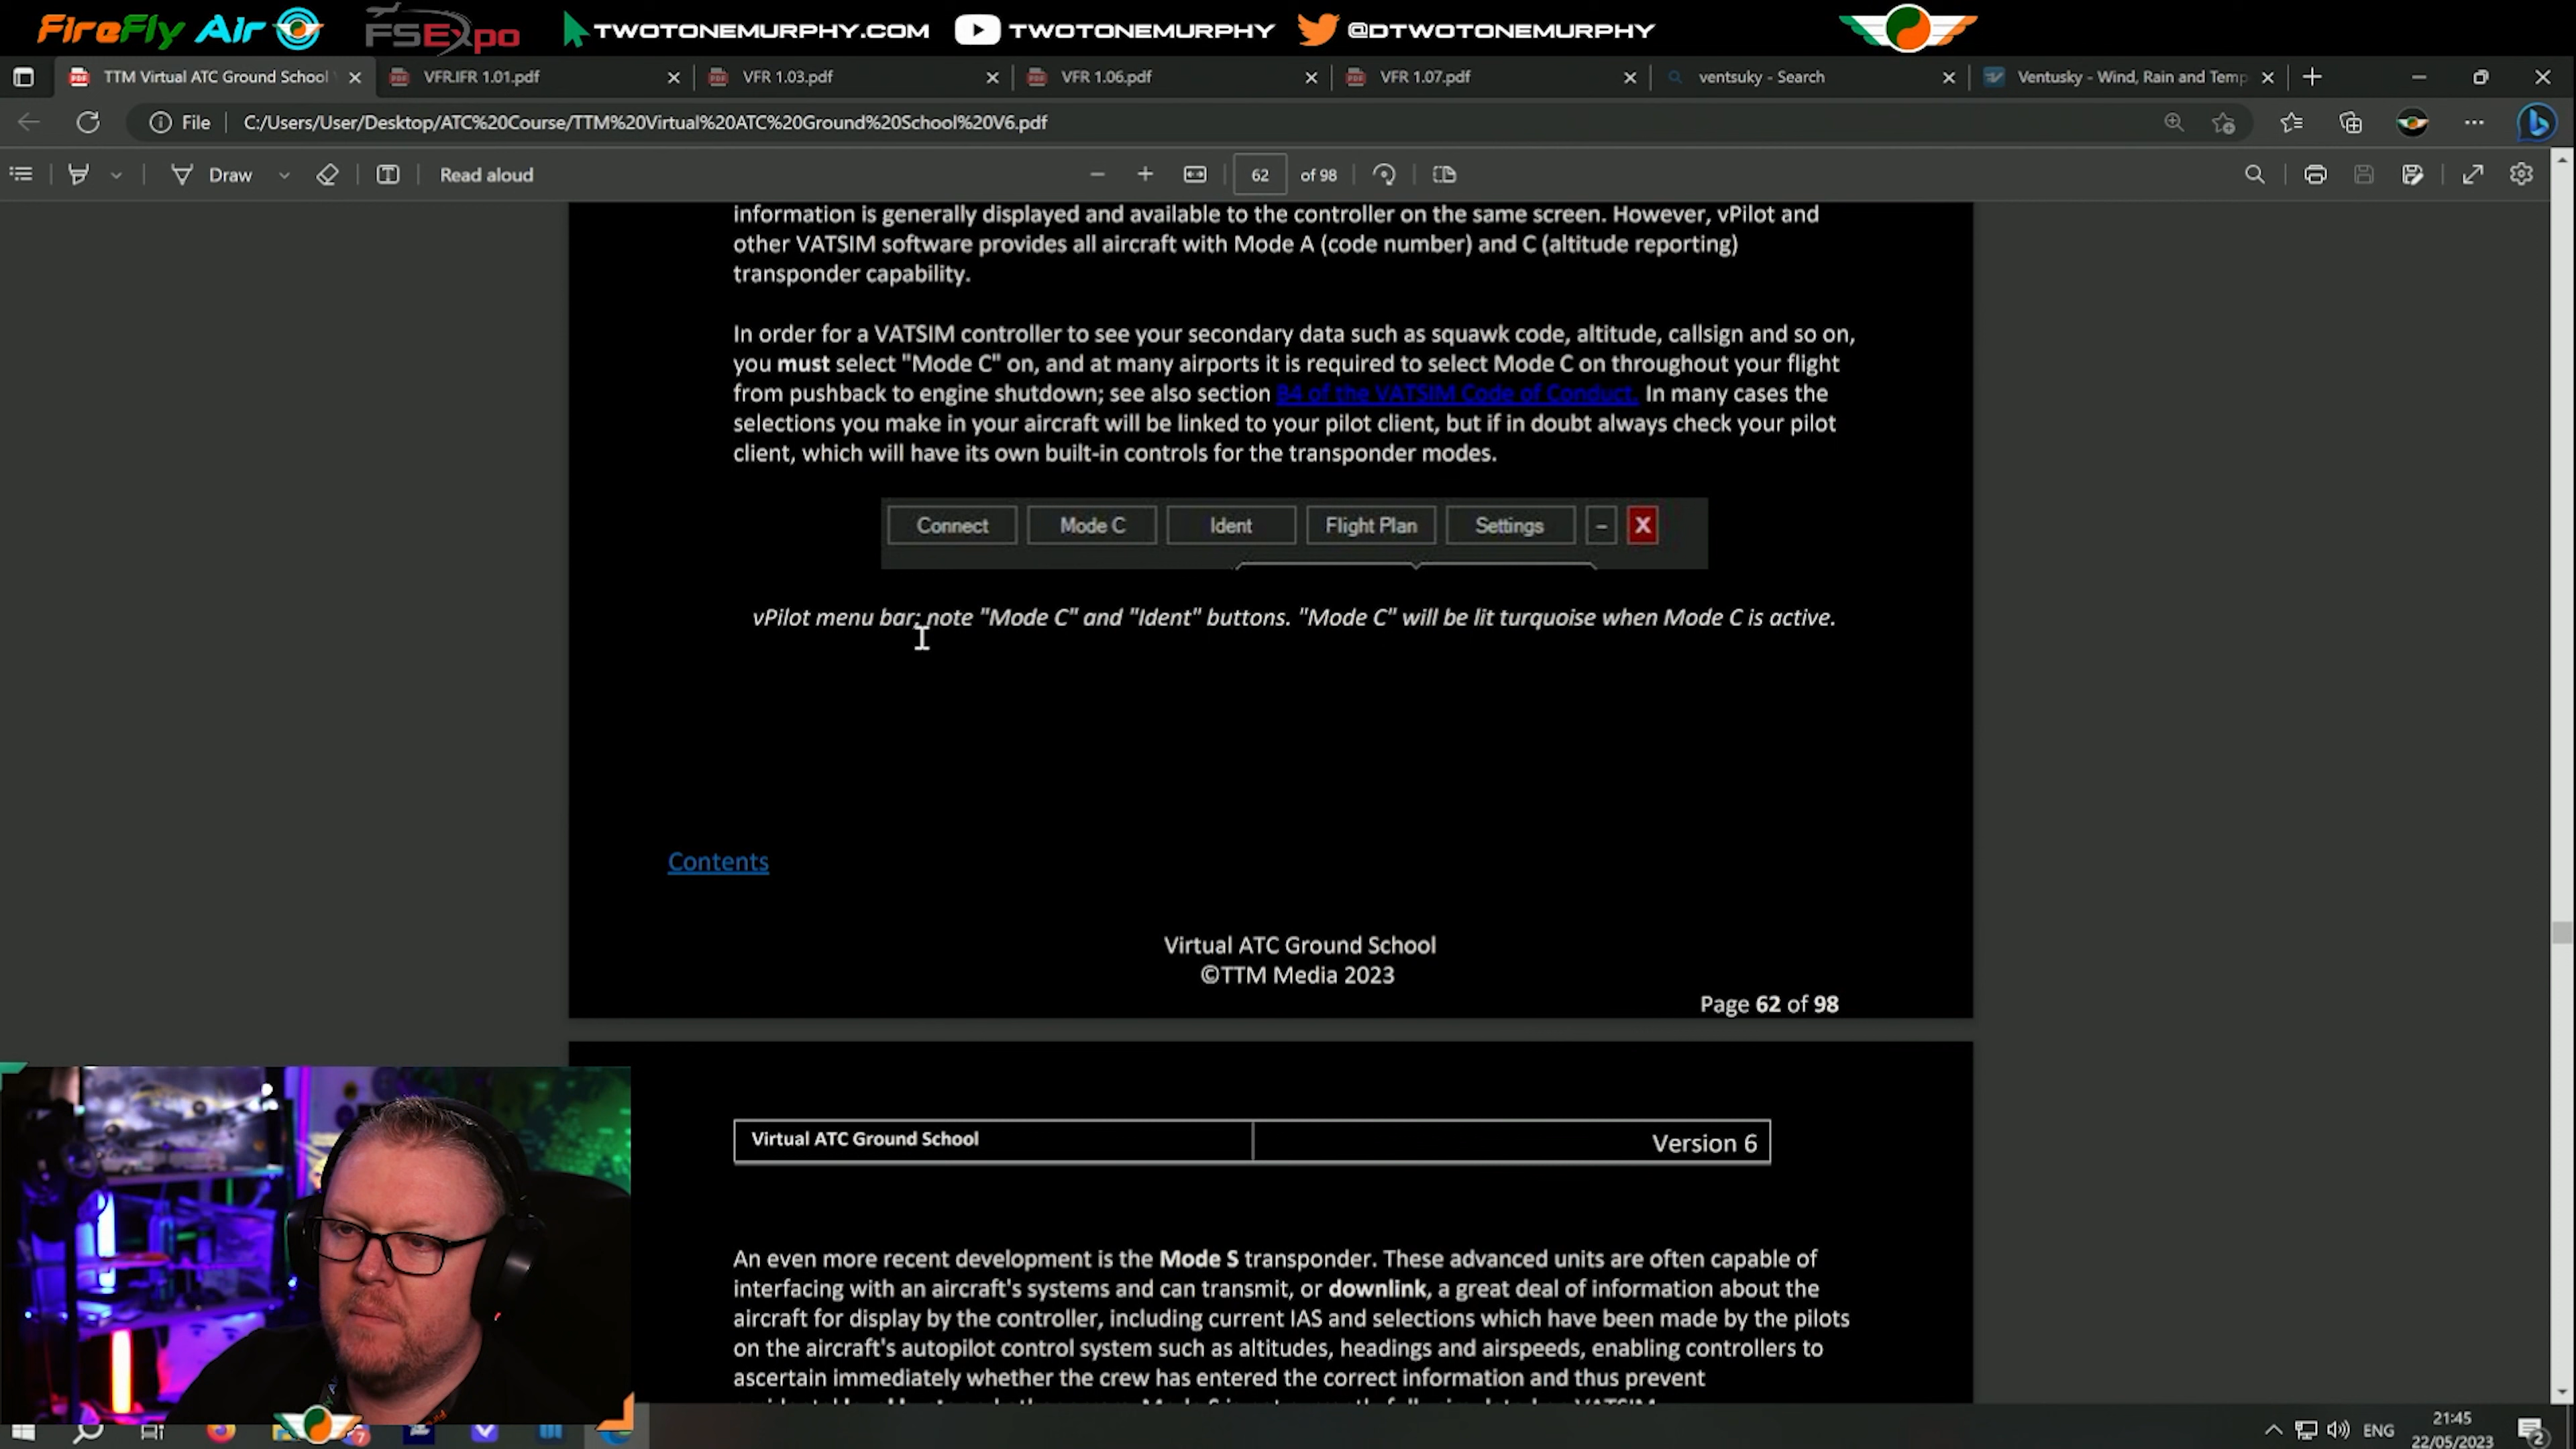 FireFly Air
FSExpo
TWOTONEMURPHY.COM
TWOTONEMURPHY
@DTWOTONEMURPHY
TTM Virtual ATC Ground School
VFR.IFR 1.01.pdf
VFR 1.03.pdf
VFR 1.06.pdf
VFR 1.07.pdf
ventsuky - Search
Ventusky - Wind, Rain and Temp
File
C:/Users/User/Desktop/ATC%20Course/TTM%20Virtual%20ATC%20Ground%20School%20V6.pdf
Draw
Read aloud
62
of 98
information is generally displayed and available to the controller on the same screen. However, vPilot and
other VATSIM software provides all aircraft with Mode A (code number) and C (altitude reporting)
transponder capability.
In order for a VATSIM controller to see your secondary data such as squawk code, altitude, callsign and so on,
you must select "Mode C" on, and at many airports it is required to select Mode C on throughout your flight
from pushback to engine shutdown; see also section B4 of the VATSIM Code of Conduct. In many cases the
selections you make in your aircraft will be linked to your pilot client, but if in doubt always check your pilot
client, which will have its own built-in controls for the transponder modes.
Connect Mode C Ident Flight Plan Settings – X
vPilot menu bar; note "Mode C" and "Ident" buttons. "Mode C" will be lit turquoise when Mode C is active.
Contents
Virtual ATC Ground School
©TTM Media 2023
Page 62 of 98
Virtual ATC Ground School
Version 6
An even more recent development is the Mode S transponder. These advanced units are often capable of
interfacing with an aircraft's systems and can transmit, or downlink, a great deal of information about the
aircraft for display by the controller, including current IAS and selections which have been made by the pilots
on the aircraft's autopilot control system such as altitudes, headings and airspeeds, enabling controllers to
ascertain immediately whether the crew has entered the correct information and thus prevent
ENG
21:45
22/05/2023
2